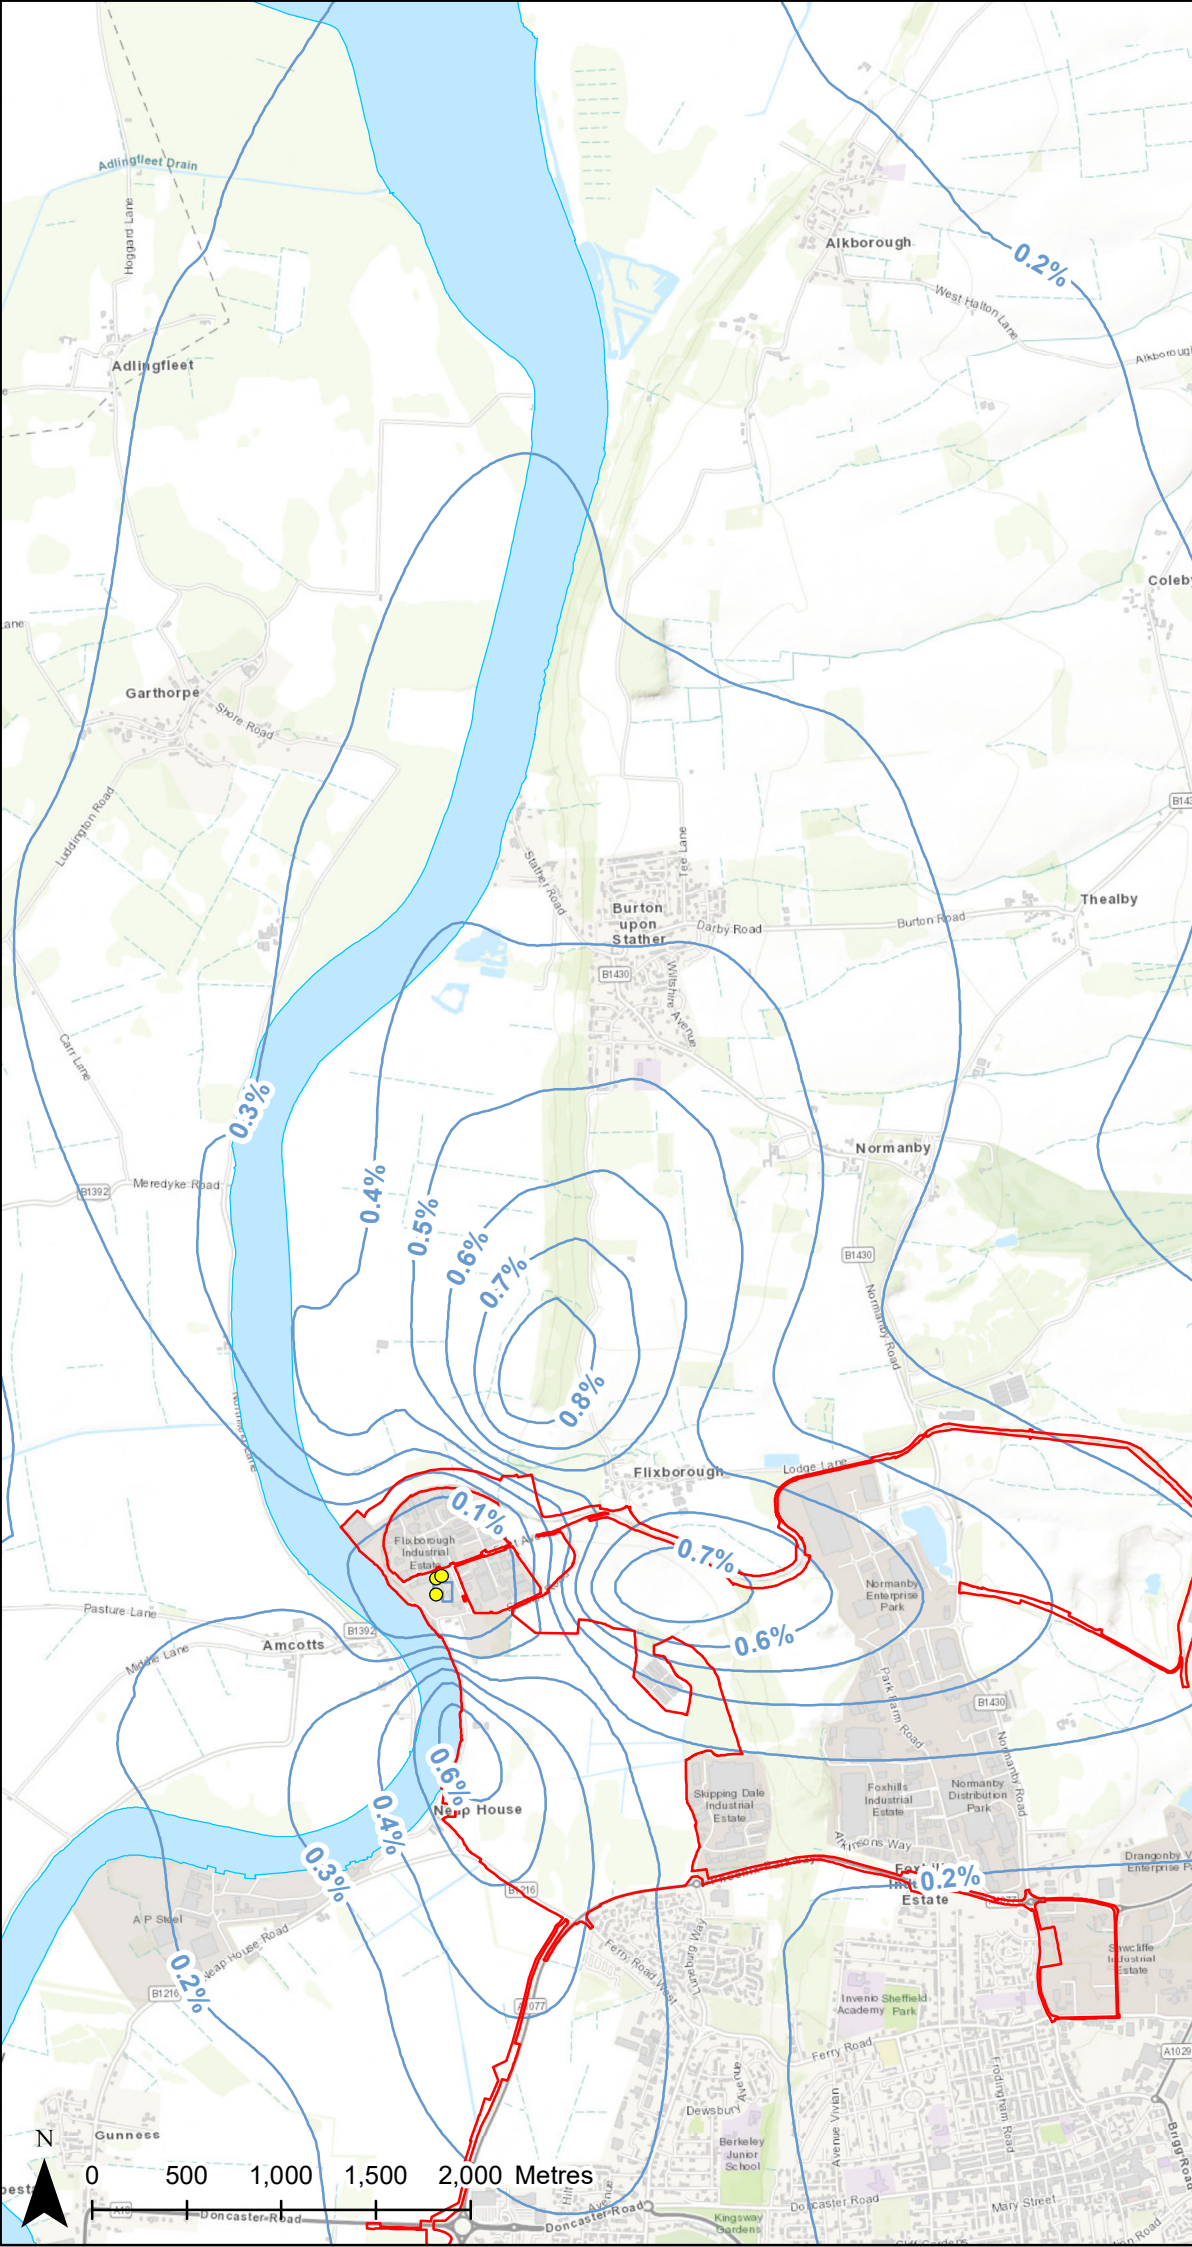 Adlingfleet Drain
Hoggard Lane
Alkborough
0.2%
West Halton Lane
Adlingfleet
Coleby
Garthorpe
Shore Road
Luddington Road
Tee Lane
Stather Road
Burton
upon
Stather
Darby Road
Burton Road
Thealby
B1430
Wiltshire Avenue
Carr Lane
0.3%
Normanby
0.4%
Meredyke Road
B1392
0.5%
0.6%
0.7%
B1430
Normanby Road
0.8%
Flixborough
Lodge Lane
0.1%
Flixborough
Industrial
Estate
0.7%
Normanby
Enterprise
Park
Pasture Lane
B1392
Amcotts
Middle Lane
0.6%
Park Farm Road
B1430
Normanby Road
0.6%
Neap House
Skipping Dale
Industrial
Estate
Foxhills
Industrial
Estate
Normanby
Distribution
Park
0.4%
Atkinsons Way
0.3%
Phoenix Parkway
0.2%
Estate
B1216
A P Steel
Neap House Road
Ferry Road West
Luneburg Way
Sawcliffe
Industrial
Estate
0.2%
B1216
A1077
Invenio
Academy
Sheffield
Park
Ferry Road
A1029
Dewsbury Avenue
Avenue Vivian
Frodingham Road
Brigg Road
N
Gunness
Berkeley
Junior
School
0 500 1,000 1,500 2,000 Metres
Doncaster Road
Doncaster Road
Doncaster Road
Mary Street
Kingsway
Gardens